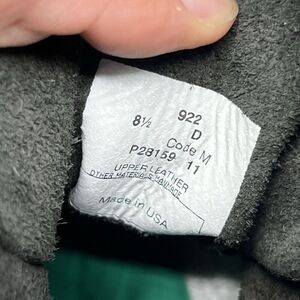 922
8½ D
Code M
P28159 11
UPPER LEATHER
OTHER MATERIALS MANMADE
Made in USA